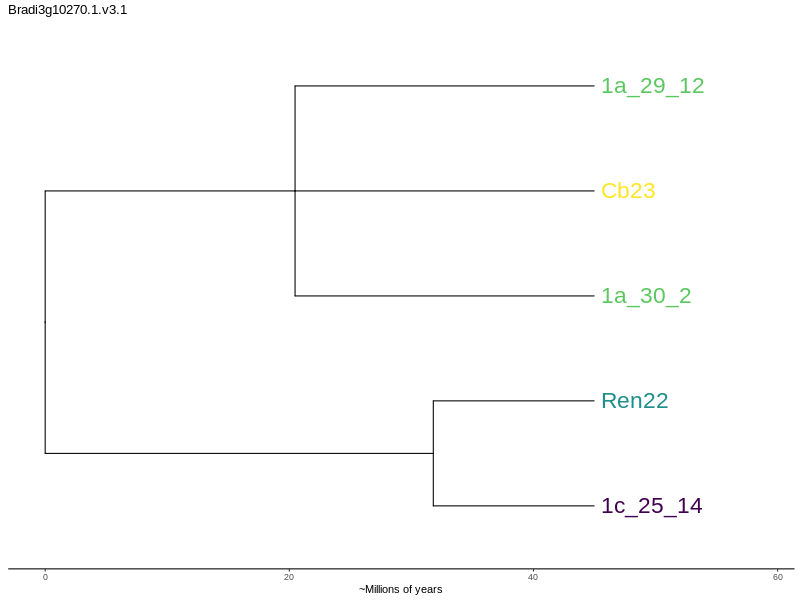 Bradi3g10270.1.v3.1
1a_29_12
Cb23
1a_30_2
Ren22
1c_25_14
0 20 40 60
~Millions of years